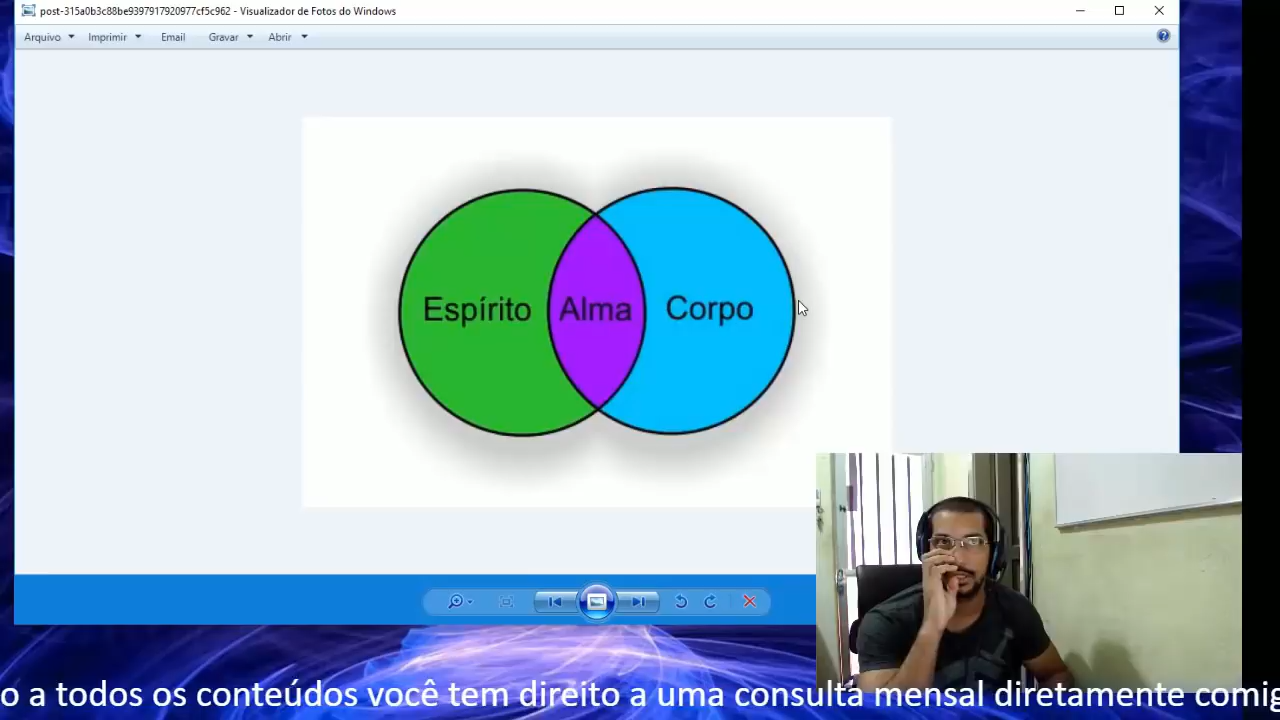 post-315a0b3c88be9397917920977cf5c962 - Visualizador de Fotos do Windows
Arquivo Imprimir Email Gravar Abrir
Espírito Alma Corpo
o a todos os conteúdos você tem direito a uma consulta mensal diretamente comig